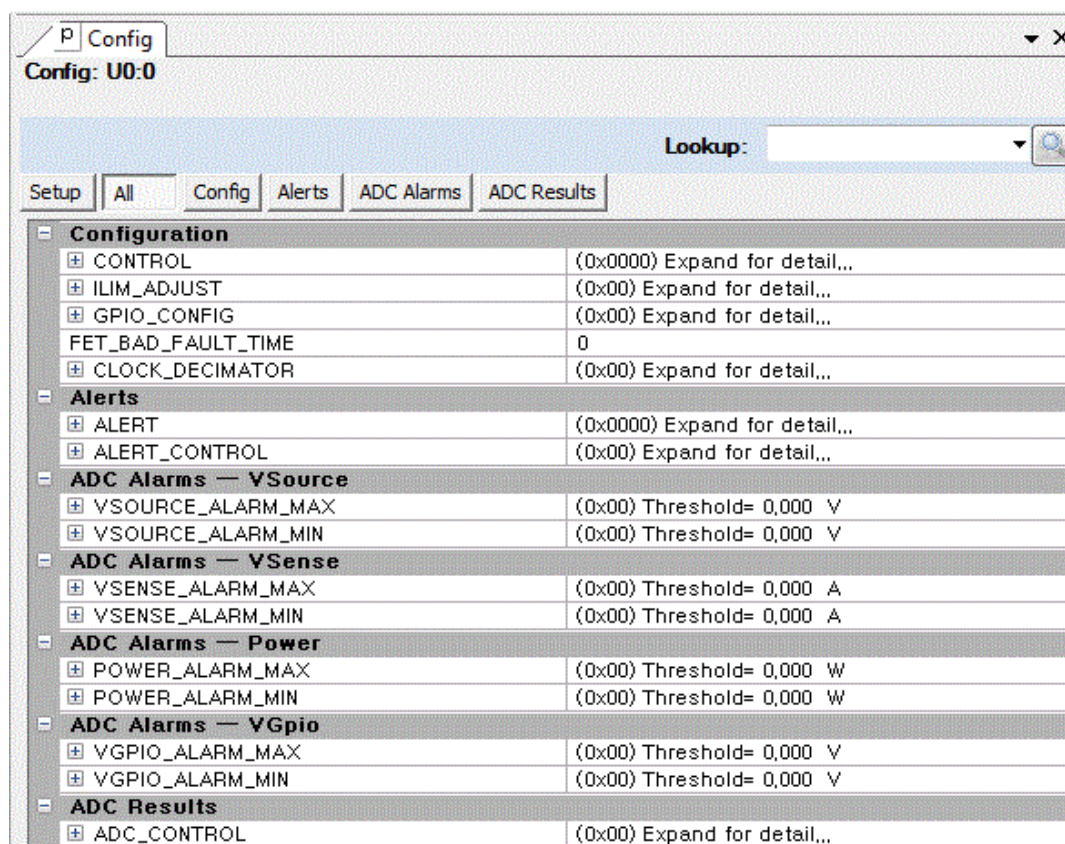 P Config
Config: U0:0
Lookup:
Setup All Config Alerts ADC Alarms ADC Results
Configuration
CONTROL (0x0000) Expand for detail,,,
ILIM_ADJUST (0x00) Expand for detail,,,
GPIO_CONFIG (0x00) Expand for detail,,,
FET_BAD_FAULT_TIME 0
CLOCK_DECIMATOR (0x00) Expand for detail,,,
Alerts
ALERT (0x0000) Expand for detail,,,
ALERT_CONTROL (0x00) Expand for detail,,,
ADC Alarms — VSource
VSOURCE_ALARM_MAX (0x00) Threshold= 0,000 V
VSOURCE_ALARM_MIN (0x00) Threshold= 0,000 V
ADC Alarms — VSense
VSENSE_ALARM_MAX (0x00) Threshold= 0,000 A
VSENSE_ALARM_MIN (0x00) Threshold= 0,000 A
ADC Alarms — Power
POWER_ALARM_MAX (0x00) Threshold= 0,000 W
POWER_ALARM_MIN (0x00) Threshold= 0,000 W
ADC Alarms — VGpio
VGPIO_ALARM_MAX (0x00) Threshold= 0,000 V
VGPIO_ALARM_MIN (0x00) Threshold= 0,000 V
ADC Results
ADC_CONTROL (0x00) Expand for detail,,,